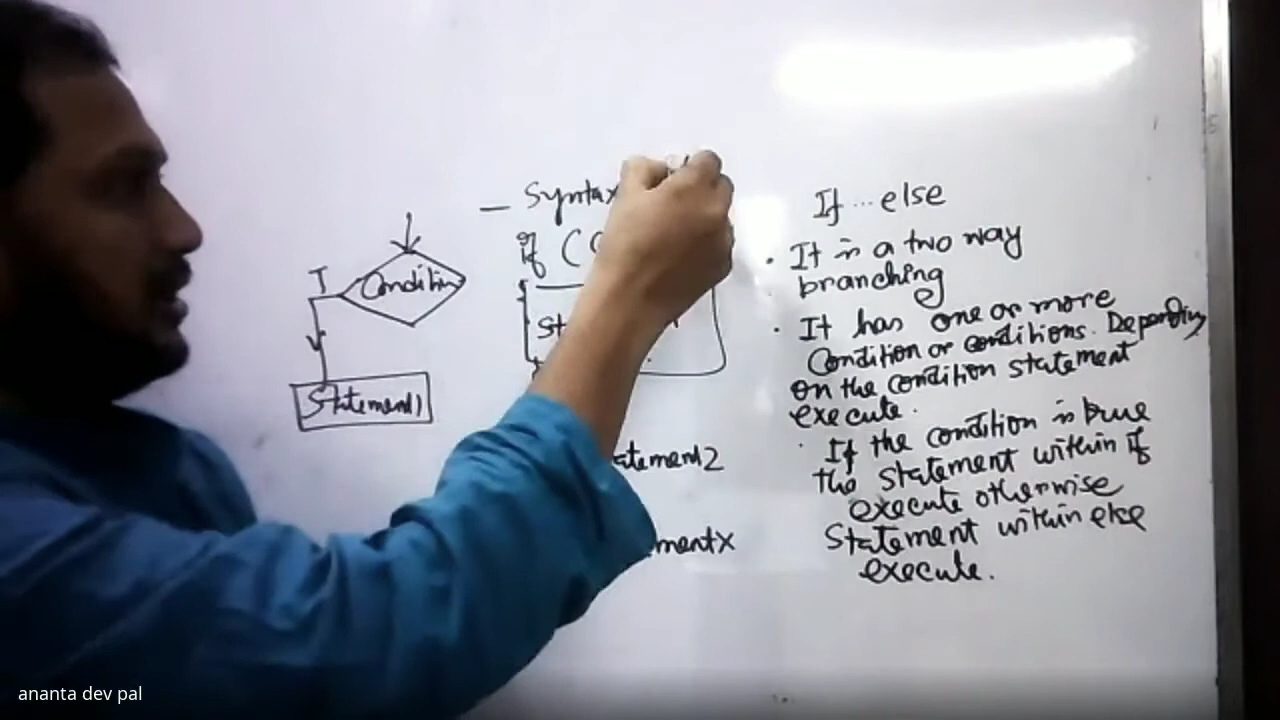 Syntax
if (
Condition
T
Statement1
atement2
mentx
If ... else
. It is a two way
branching
. It has one or more
Condition or conditions. Depending
on the condition statement
execute.
. If the condition is true
the statement within if
execute otherwise
Statement within else
execute.
ananta dev pal